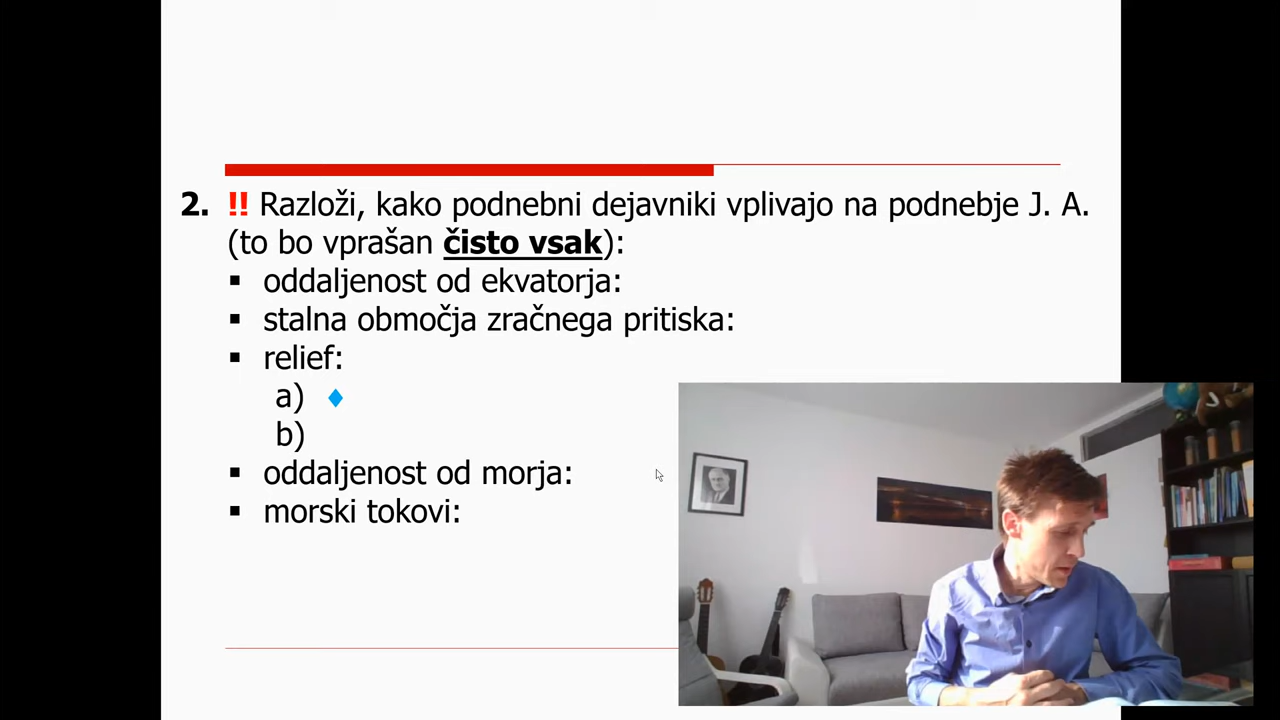 2. !! Razloži, kako podnebni dejavniki vplivajo na podnebje J. A.
(to bo vprašan čisto vsak):
▪ oddaljenost od ekvatorja:
▪ stalna območja zračnega pritiska:
▪ relief:
a) ♦
b)
▪ oddaljenost od morja:
▪ morski tokovi: